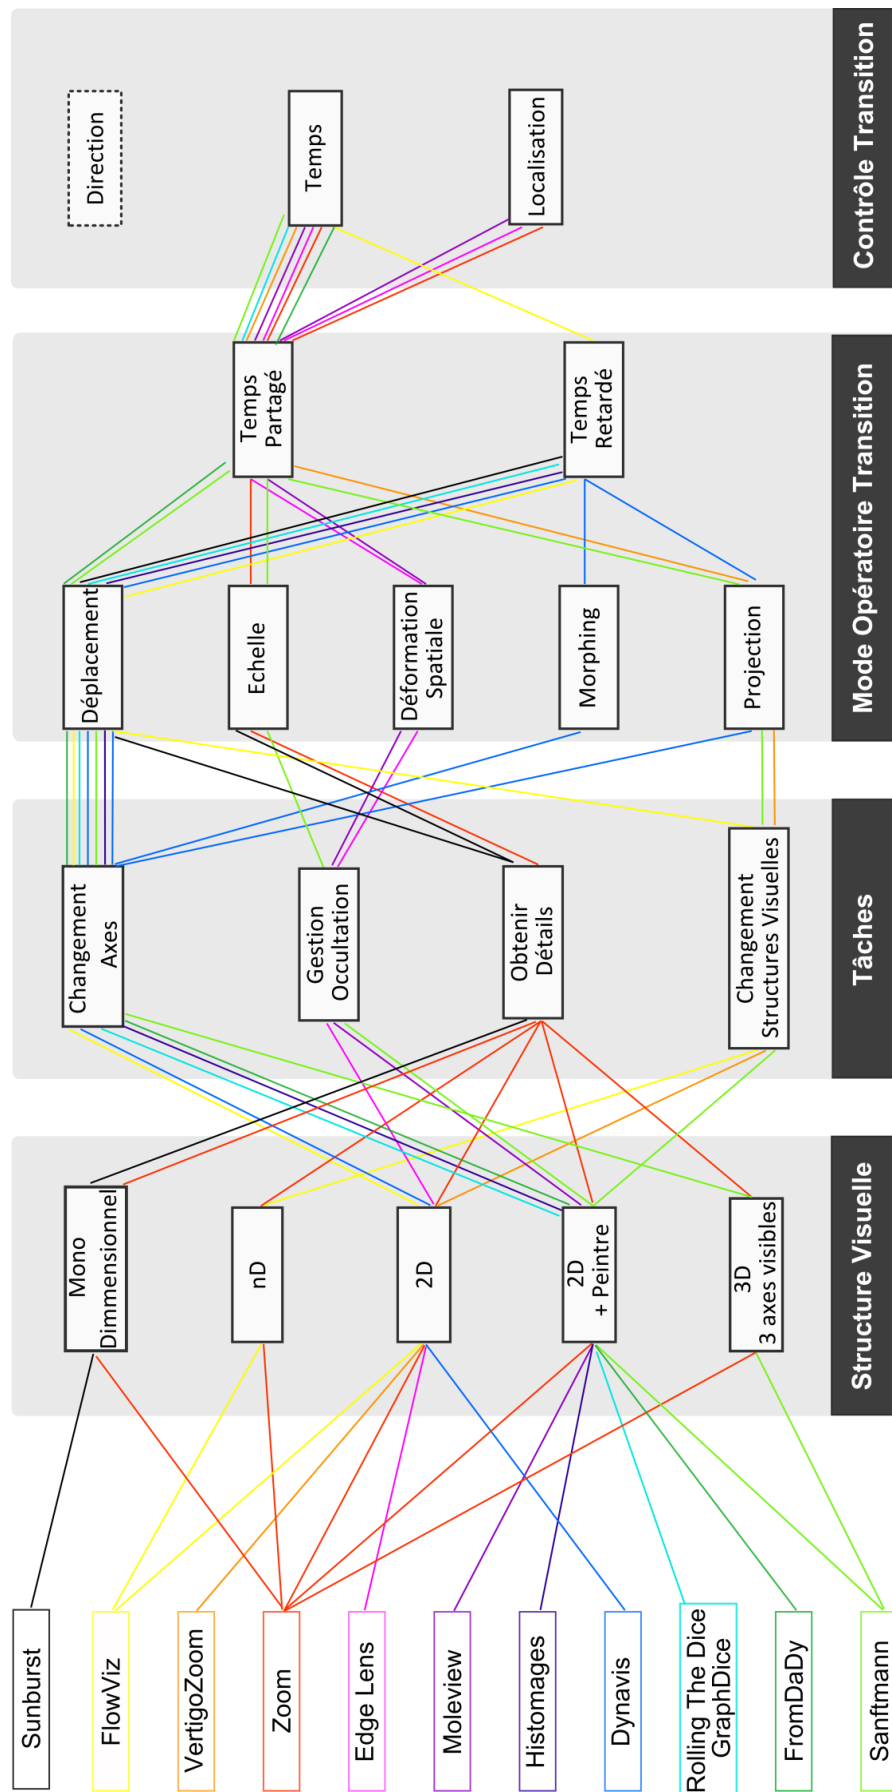 Sunburst
FlowViz
VertigoZoom
Zoom
Edge Lens
Moleview
Histomages
Dynavis
Rolling The Dice
GraphDice
FromDaDy
Sanftmann
Structure Visuelle
Mono
Dimmensionnel
nD
2D
2D
+ Peintre
3D
3 axes visibles
Tâches
Changement
Axes
Gestion
Occultation
Obtenir
Détails
Changement
Structures Visuelles
Mode Opératoire Transition
Déplacement
Echelle
Déformation
Spatiale
Morphing
Projection
Temps
Partagé
Temps
Retardé
Contrôle Transition
Direction
Temps
Localisation